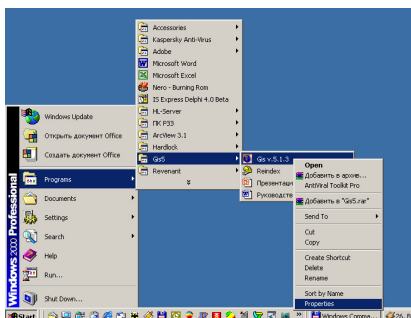 Accessories
Kaspersky Anti-Virus
Adobe
Microsoft Word
Microsoft Excel
Nero - Burning Rom
IS Express Delphi 4.0 Beta
HL-Server
ПК РЗЗ
ArcView 3.1
Hardlock
Gis5
Revenant
Windows Update
Открыть документ Office
Создать документ Office
Programs
Documents
Settings
Search
Help
Run...
Shut Down...
Windows 2000 Professional
Gs v.5.1.3
Reindex
Презентаци
Руководств
Open
Добавить в архив...
AntiViral Toolkit Pro
Добавить в "Gis5.rar"
Send To
Cut
Copy
Create Shortcut
Delete
Rename
Sort by Name
Properties
Start
Windows Comma...